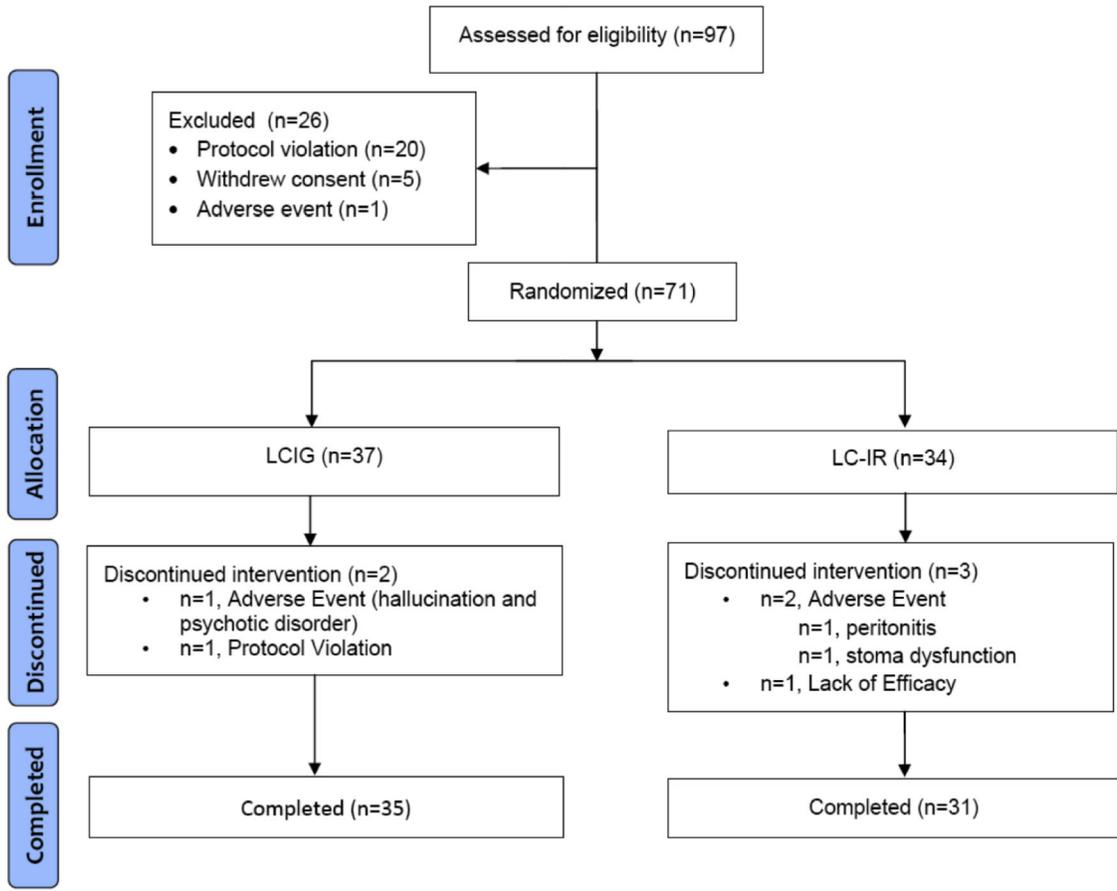 Assessed for eligibility (n=97)
Enrollment
Excluded (n=26)
• Protocol violation (n=20)
• Withdrew consent (n=5)
• Adverse event (n=1)
Randomized (n=71)
Allocation
LCIG (n=37)
LC-IR (n=34)
Discontinued
Discontinued intervention (n=2)
• n=1, Adverse Event (hallucination and
psychotic disorder)
• n=1, Protocol Violation
Discontinued intervention (n=3)
• n=2, Adverse Event
n=1, peritonitis
n=1, stoma dysfunction
• n=1, Lack of Efficacy
Completed
Completed (n=35)
Completed (n=31)